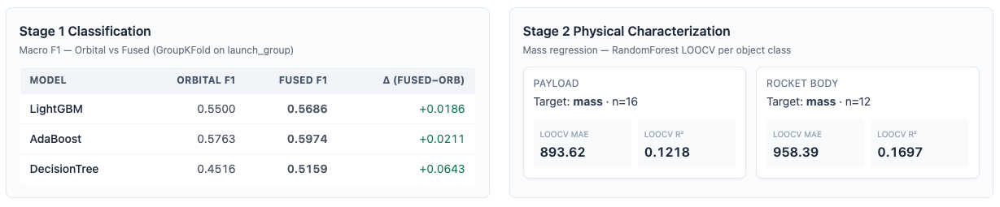 Stage 1 Classification
Macro F1 — Orbital vs Fused (GroupKFold on launch_group)
MODEL ORBITAL F1 FUSED F1 Δ (FUSED−ORB)
LightGBM 0.5500 0.5686 +0.0186
AdaBoost 0.5763 0.5974 +0.0211
DecisionTree 0.4516 0.5159 +0.0643
Stage 2 Physical Characterization
Mass regression — RandomForest LOOCV per object class
PAYLOAD
Target: mass · n=16
LOOCV MAE LOOCV R²
893.62 0.1218
ROCKET BODY
Target: mass · n=12
LOOCV MAE LOOCV R²
958.39 0.1697